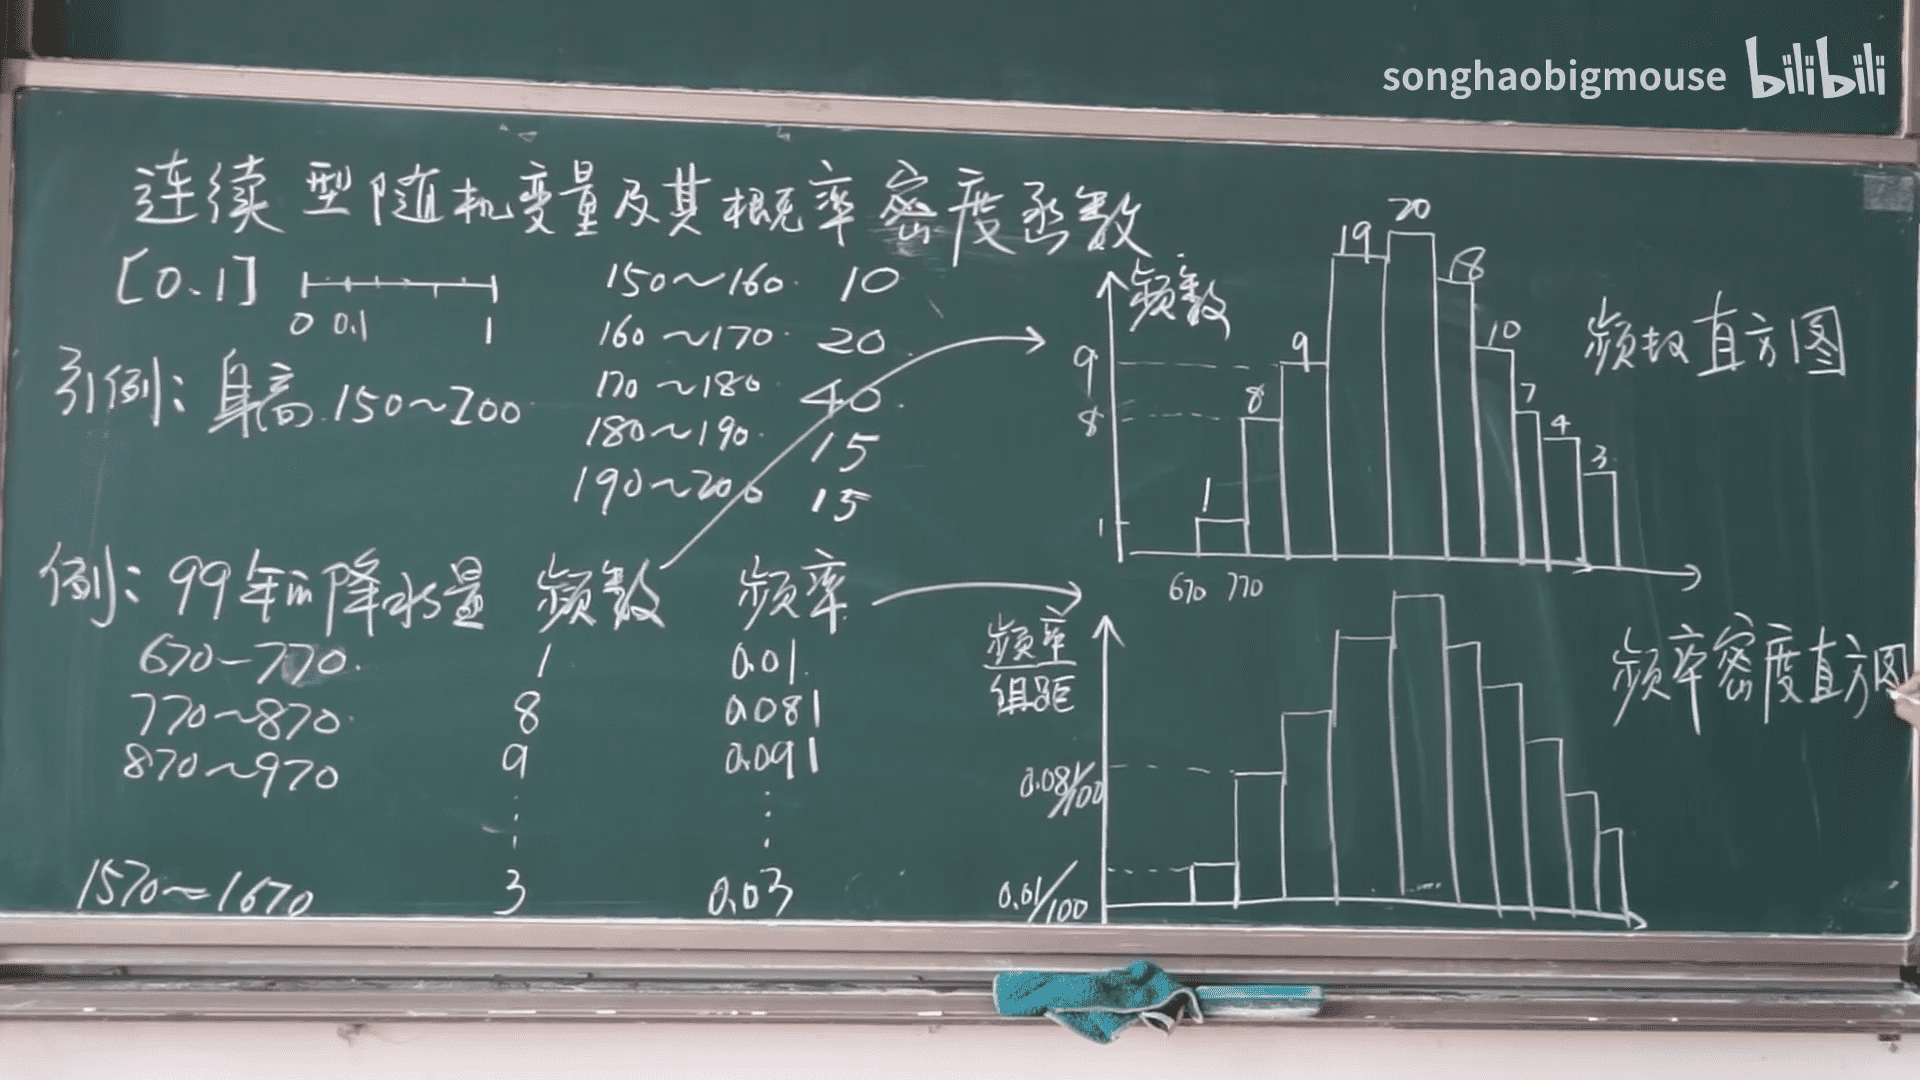 songhaobigmouse bilibili
连续型随机变量及其概率密度函数
[0.1]
0 0.1 1
引例: 身高 150~200
150~160 10
160~170 20
170~180 40
180~190 15
190~200 15
例: 99年的降水量 频数 频率
670~770 1 0.01
770~870 8 0.081
870~970 9 0.091
1570~1670 3 0.03
频数
9
8
1
1 8 9 19 20 18 10 7 4 3
670 770
频数直方图
频率
组距
0.08/100
0.01/100
频率密度直方图